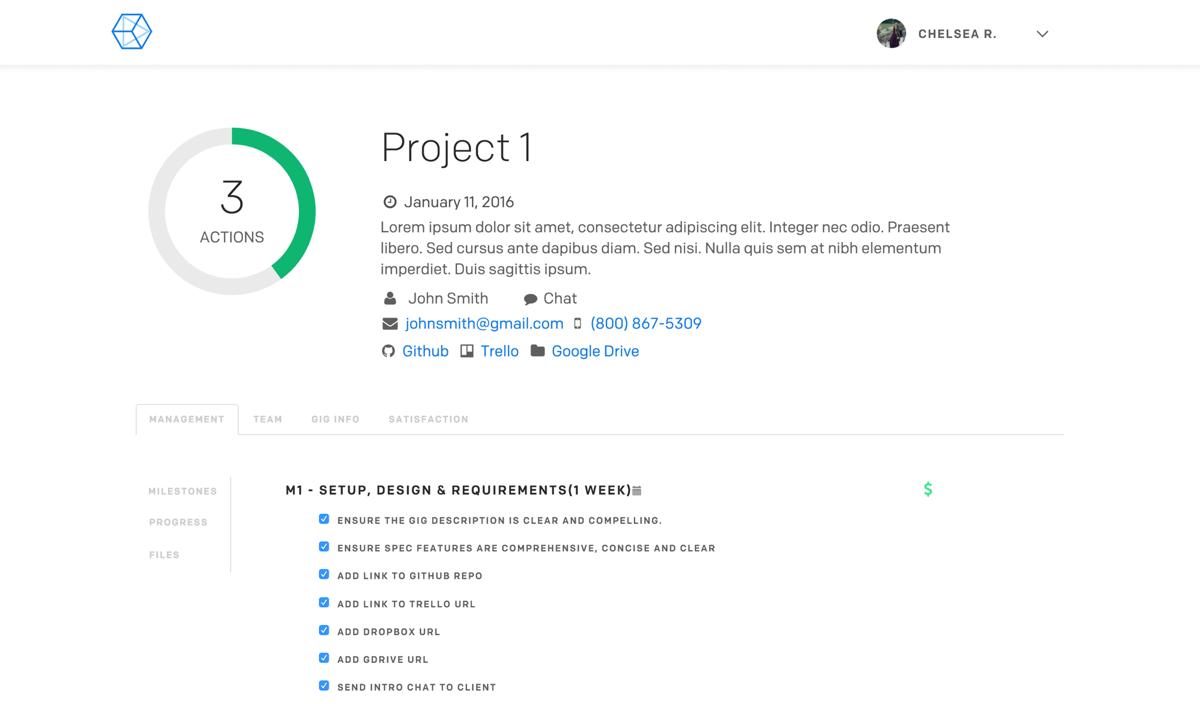 CHELSEA R.
3
ACTIONS
Project 1
January 11, 2016
Lorem ipsum dolor sit amet, consectetur adipiscing elit. Integer nec odio. Praesent
libero. Sed cursus ante dapibus diam. Sed nisi. Nulla quis sem at nibh elementum
imperdiet. Duis sagittis ipsum.
John Smith Chat
johnsmith@gmail.com (800) 867-5309
Github Trello Google Drive
MANAGEMENT TEAM GIG INFO SATISFACTION
MILESTONES
PROGRESS
FILES
M1 - SETUP, DESIGN & REQUIREMENTS(1 WEEK) $
ENSURE THE GIG DESCRIPTION IS CLEAR AND COMPELLING.
ENSURE SPEC FEATURES ARE COMPREHENSIVE, CONCISE AND CLEAR
ADD LINK TO GITHUB REPO
ADD LINK TO TRELLO URL
ADD DROPBOX URL
ADD GDRIVE URL
SEND INTRO CHAT TO CLIENT